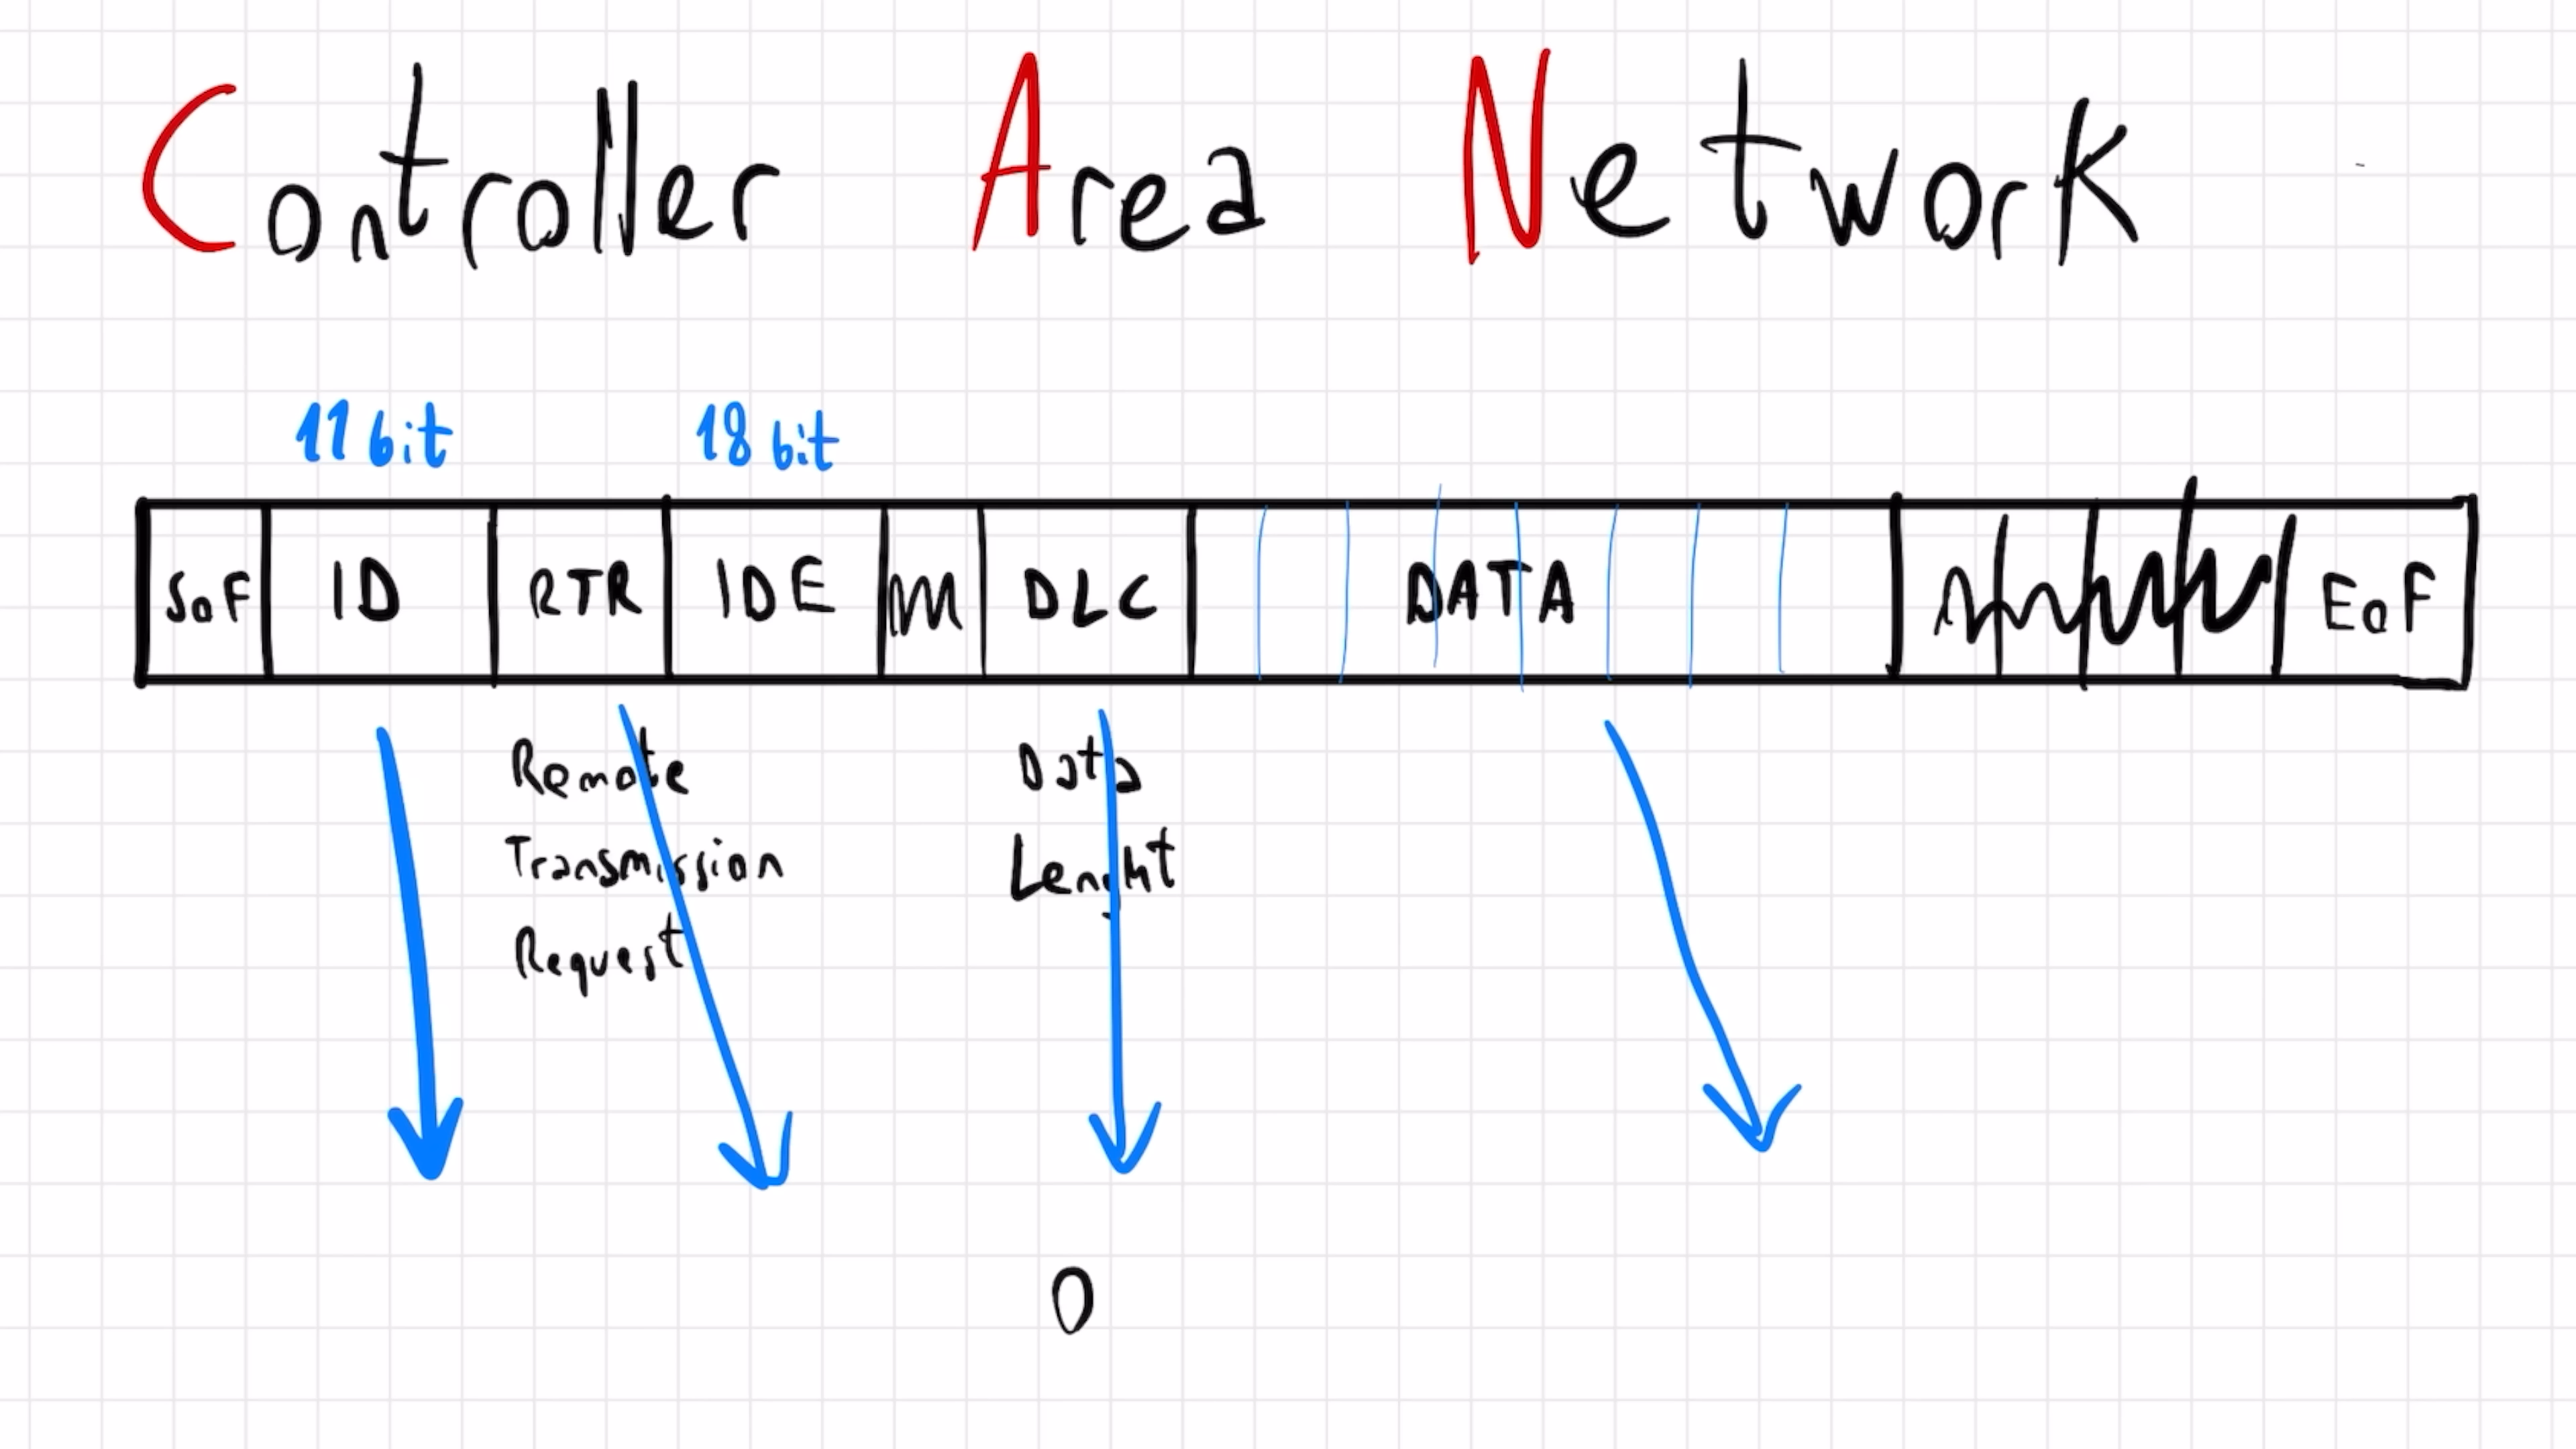 Controller Area Network
11 bit 18 bit
SoF ID RTR IDE DLC DATA EoF
Remote Data
Transmission Lenght
Request
0